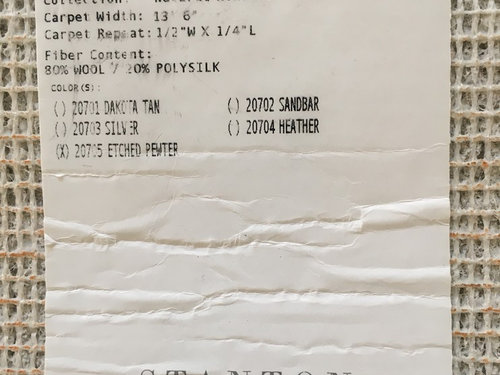 Carpet Width: 13' 6"
Carpet Repeat: 1/2"W X 1/4"L
Fiber Content:
80% WOOL / 20% POLYSILK
COLOR(S):
( ) 20701 DAKOTA TAN ( ) 20702 SANDBAR
( ) 20703 SILVER ( ) 20704 HEATHER
(X) 20705 ETCHED PEWTER
STANTON